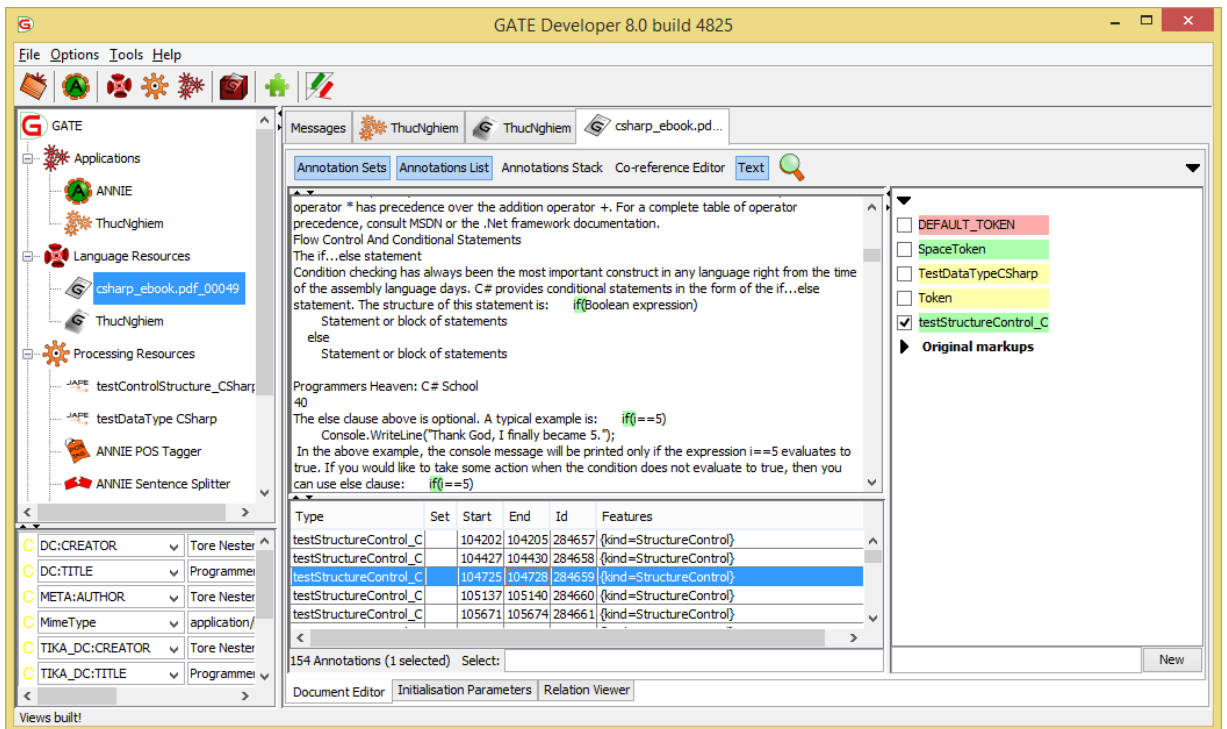 GATE Developer 8.0 build 4825
File Options Tools Help
GATE
Applications
ANNIE
ThucNghiem
Language Resources
csharp_ebook.pdf_00049
ThucNghiem
Processing Resources
testControlStructure_CSharp
testDataType CSharp
ANNIE POS Tagger
ANNIE Sentence Splitter
DC:CREATOR Tore Nester
DC:TITLE Programmer
META:AUTHOR Tore Nester
MimeType application/
TIKA_DC:CREATOR Tore Nester
TIKA_DC:TITLE Programmer
Messages ThucNghiem ThucNghiem csharp_ebook.pd...
Annotation Sets Annotations List Annotations Stack Co-reference Editor Text
operator * has precedence over the addition operator +. For a complete table of operator
precedence, consult MSDN or the .Net framework documentation.
Flow Control And Conditional Statements
The if...else statement
Condition checking has always been the most important construct in any language right from the time
of the assembly language days. C# provides conditional statements in the form of the if...else
statement. The structure of this statement is: if(Boolean expression)
Statement or block of statements
else
Statement or block of statements
Programmers Heaven: C# School
40
The else clause above is optional. A typical example is: if(i==5)
Console.WriteLine("Thank God, I finally became 5.");
In the above example, the console message will be printed only if the expression i==5 evaluates to
true. If you would like to take some action when the condition does not evaluate to true, then you
can use else clause: if(i==5)
Type Set Start End Id Features
testStructureControl_C 104202 104205 284657 {kind=StructureControl}
testStructureControl_C 104427 104430 284658 {kind=StructureControl}
testStructureControl_C 104725 104728 284659 {kind=StructureControl}
testStructureControl_C 105137 105140 284660 {kind=StructureControl}
testStructureControl_C 105671 105674 284661 {kind=StructureControl}
154 Annotations (1 selected) Select:
Document Editor Initialisation Parameters Relation Viewer
DEFAULT_TOKEN
SpaceToken
TestDataTypeCSharp
Token
testStructureControl_C
Original markups
New
Views built!